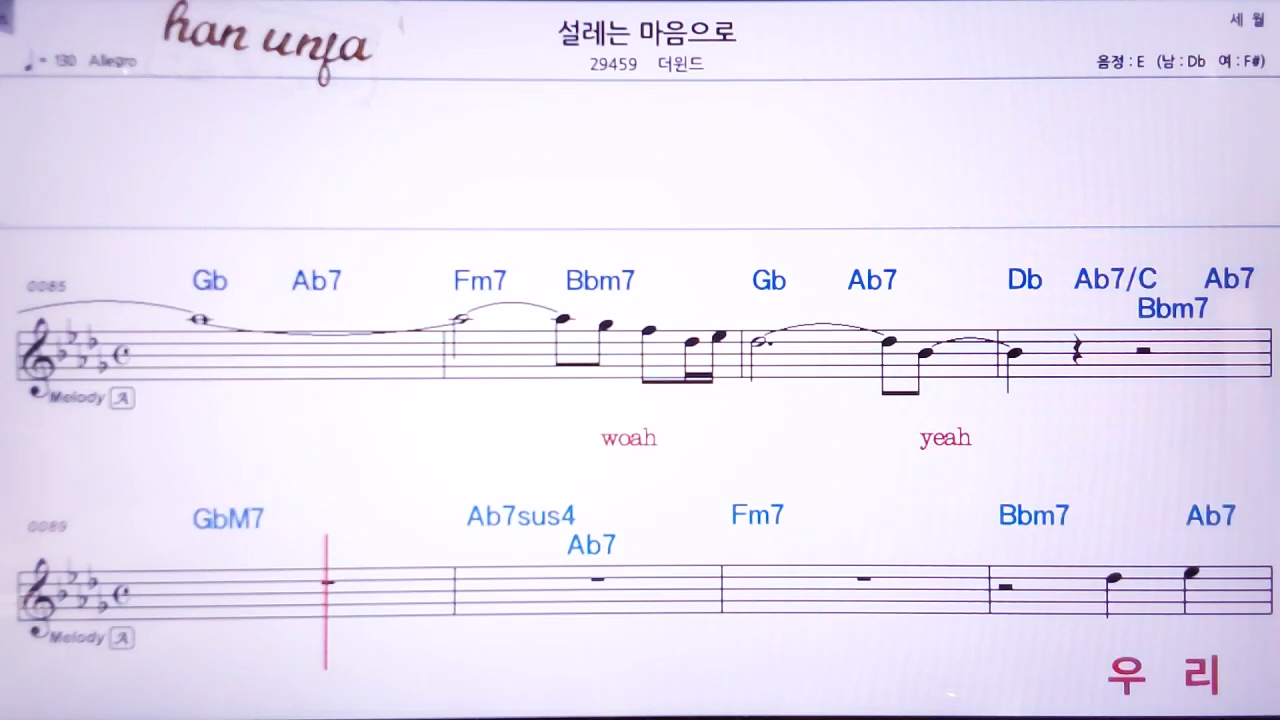 han unja
설레는 마음으로
세 월
♩= 130 Allegro
29459 더윈드
음정 : E (남 : Db 여 : F#)
0085
Gb Ab7 Fm7 Bbm7 Gb Ab7 Db Ab7/C Ab7
Bbm7
Melody A
woah yeah
0089
GbM7 Ab7sus4 Fm7 Bbm7 Ab7
Ab7
Melody A
우 리